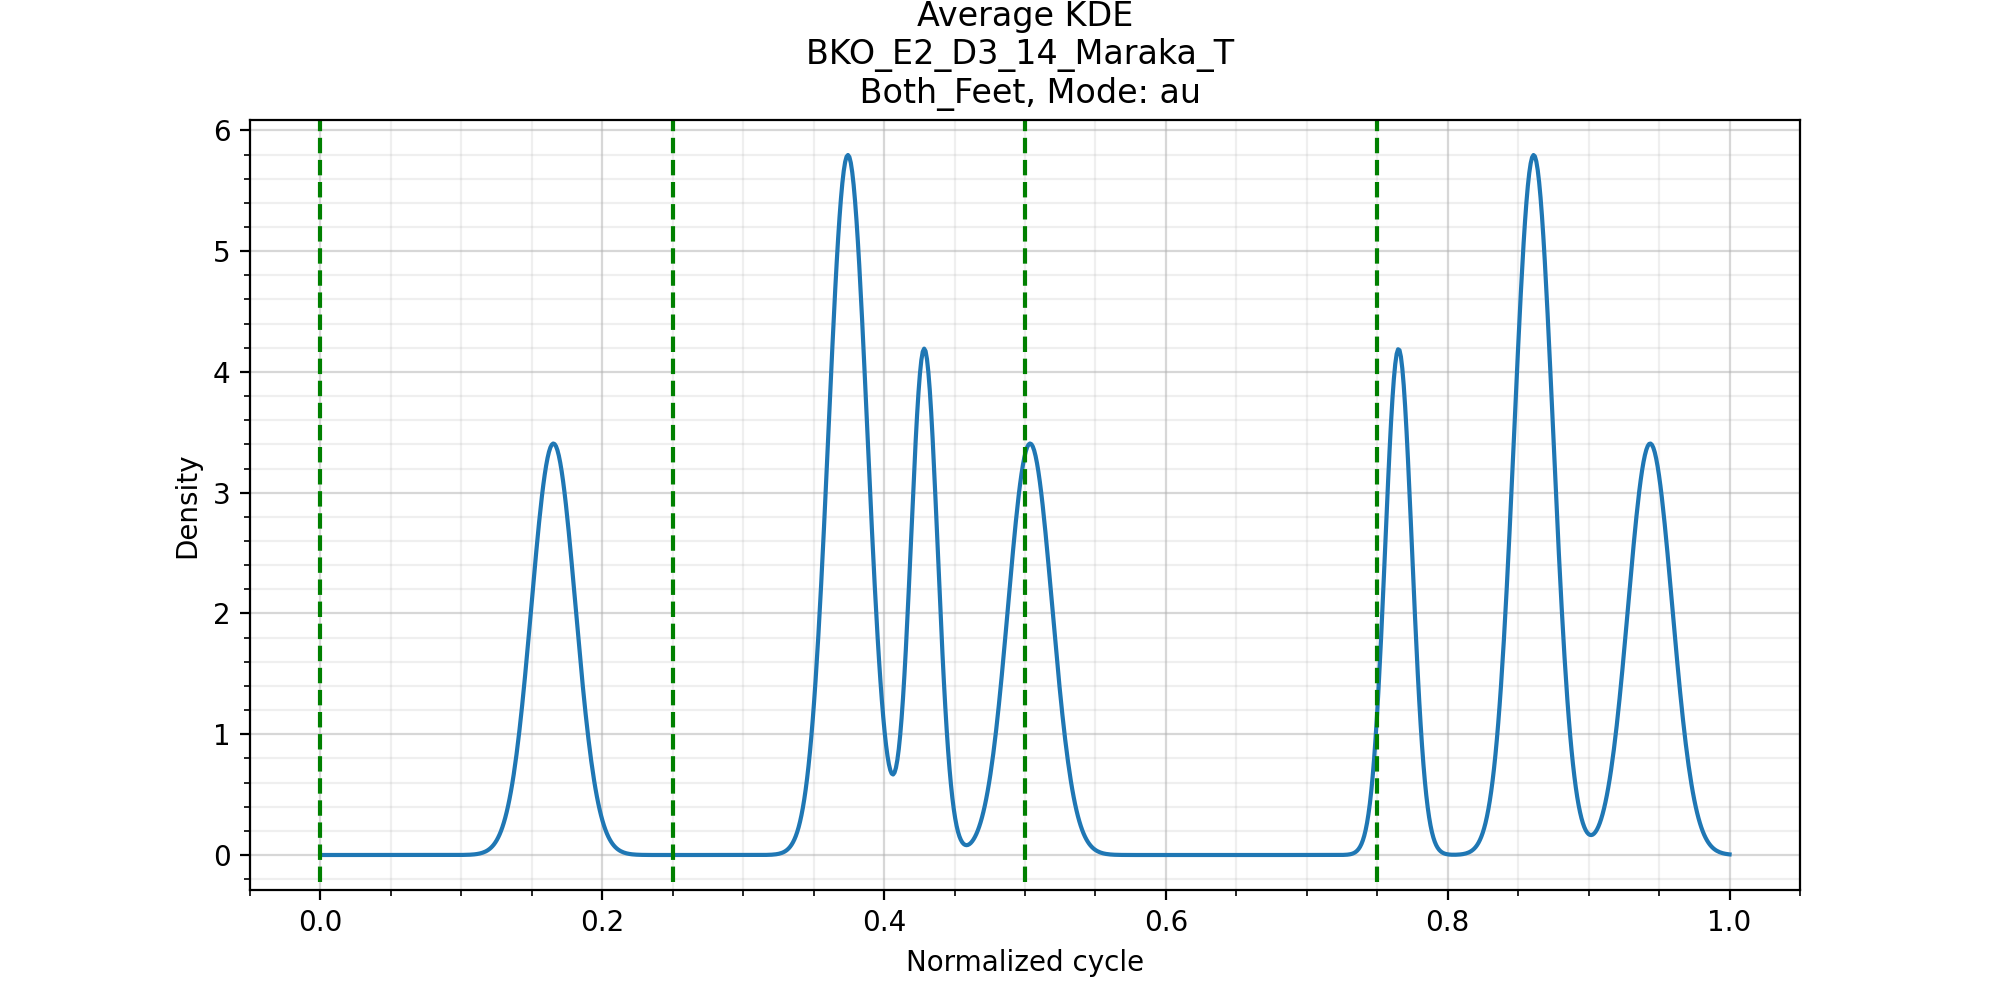 Average KDE
BKO_E2_D3_14_Maraka_T
Both_Feet, Mode: au
6
5
4
3
2
1
0
Density
0.0 0.2 0.4 0.6 0.8 1.0
Normalized cycle